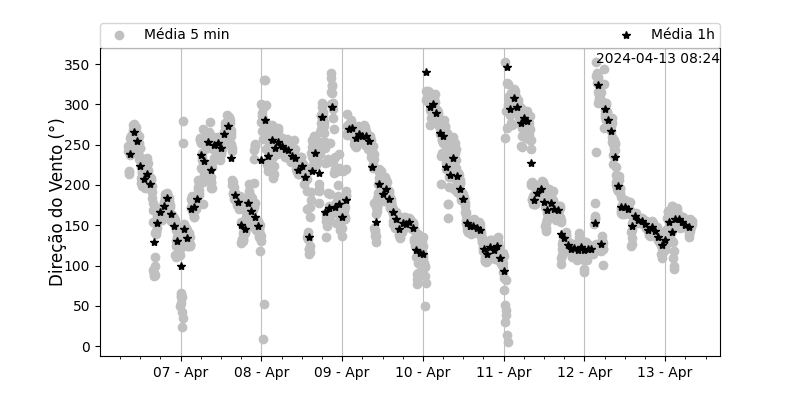 Média 5 min
Média 1h
2024-04-13 08:24
Direção do Vento (°)
350
300
250
200
150
100
50
0
07 - Apr
08 - Apr
09 - Apr
10 - Apr
11 - Apr
12 - Apr
13 - Apr